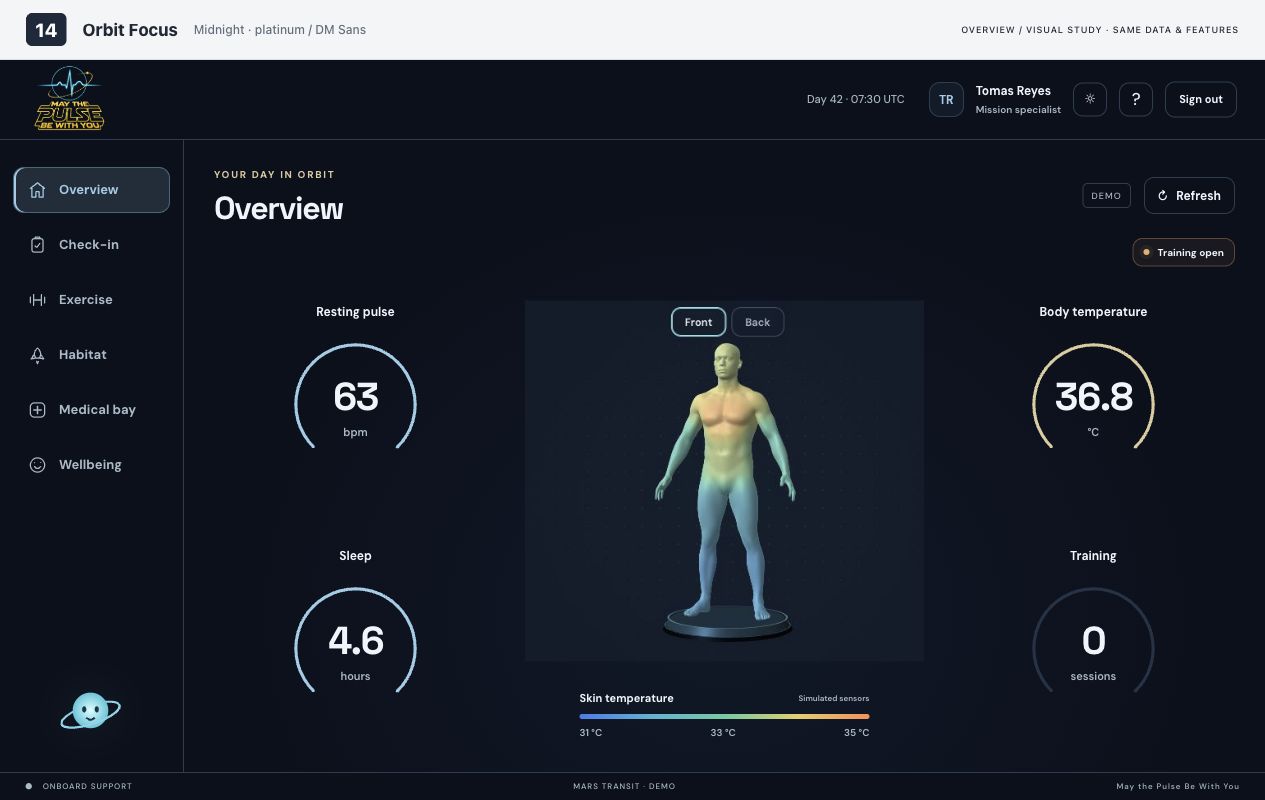 14 Orbit Focus Midnight · platinum / DM Sans OVERVIEW / VISUAL STUDY · SAME DATA & FEATURES
MAY THE
PULSE
BE WITH YOU
Day 42 · 07:30 UTC
TR
Tomas Reyes
Mission specialist
?
Sign out
Overview
Check-in
Exercise
Habitat
Medical bay
Wellbeing
YOUR DAY IN ORBIT
Overview
DEMO
Refresh
Training open
Resting pulse
63
bpm
Front Back
Body temperature
36.8
°C
Sleep
4.6
hours
Training
0
sessions
Skin temperature Simulated sensors
31 °C 33 °C 35 °C
ONBOARD SUPPORT MARS TRANSIT · DEMO May the Pulse Be With You